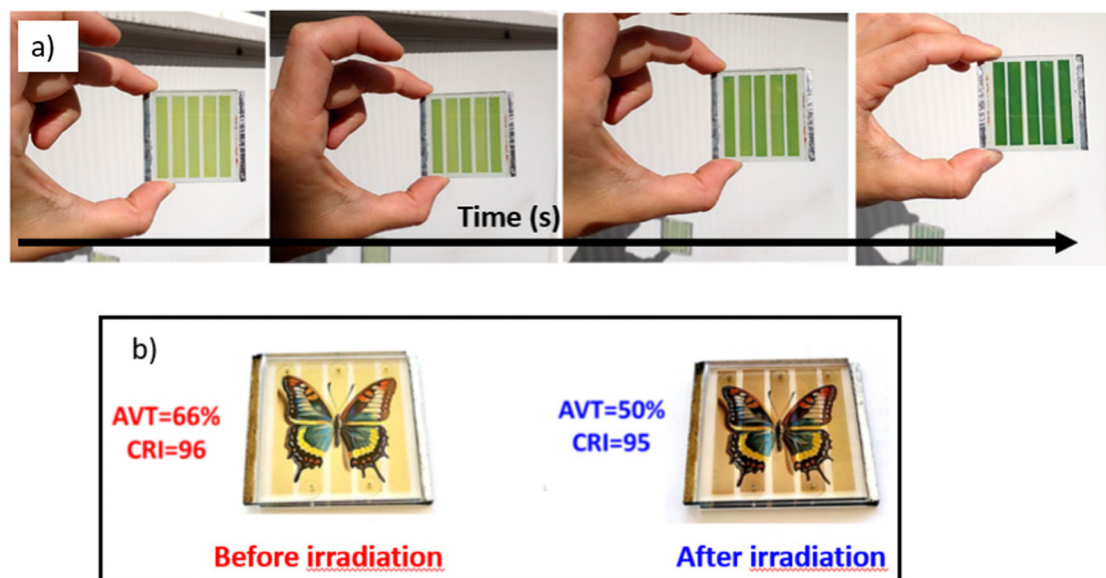 a)
Time (s)
b)
AVT=66%
CRI=96
AVT=50%
CRI=95
Before irradiation
After irradiation